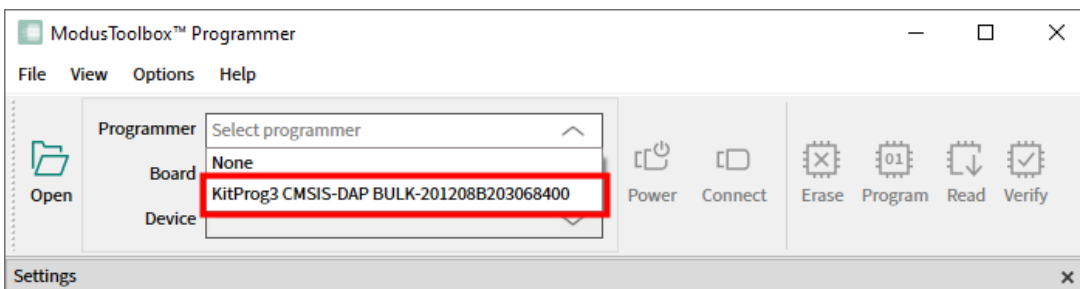 ModusToolbox™ Programmer
File View Options Help
Programmer Select programmer
None
Board
KitProg3 CMSIS-DAP BULK-201208B203068400
Device
Open
Power Connect Erase Program Read Verify
01
Settings